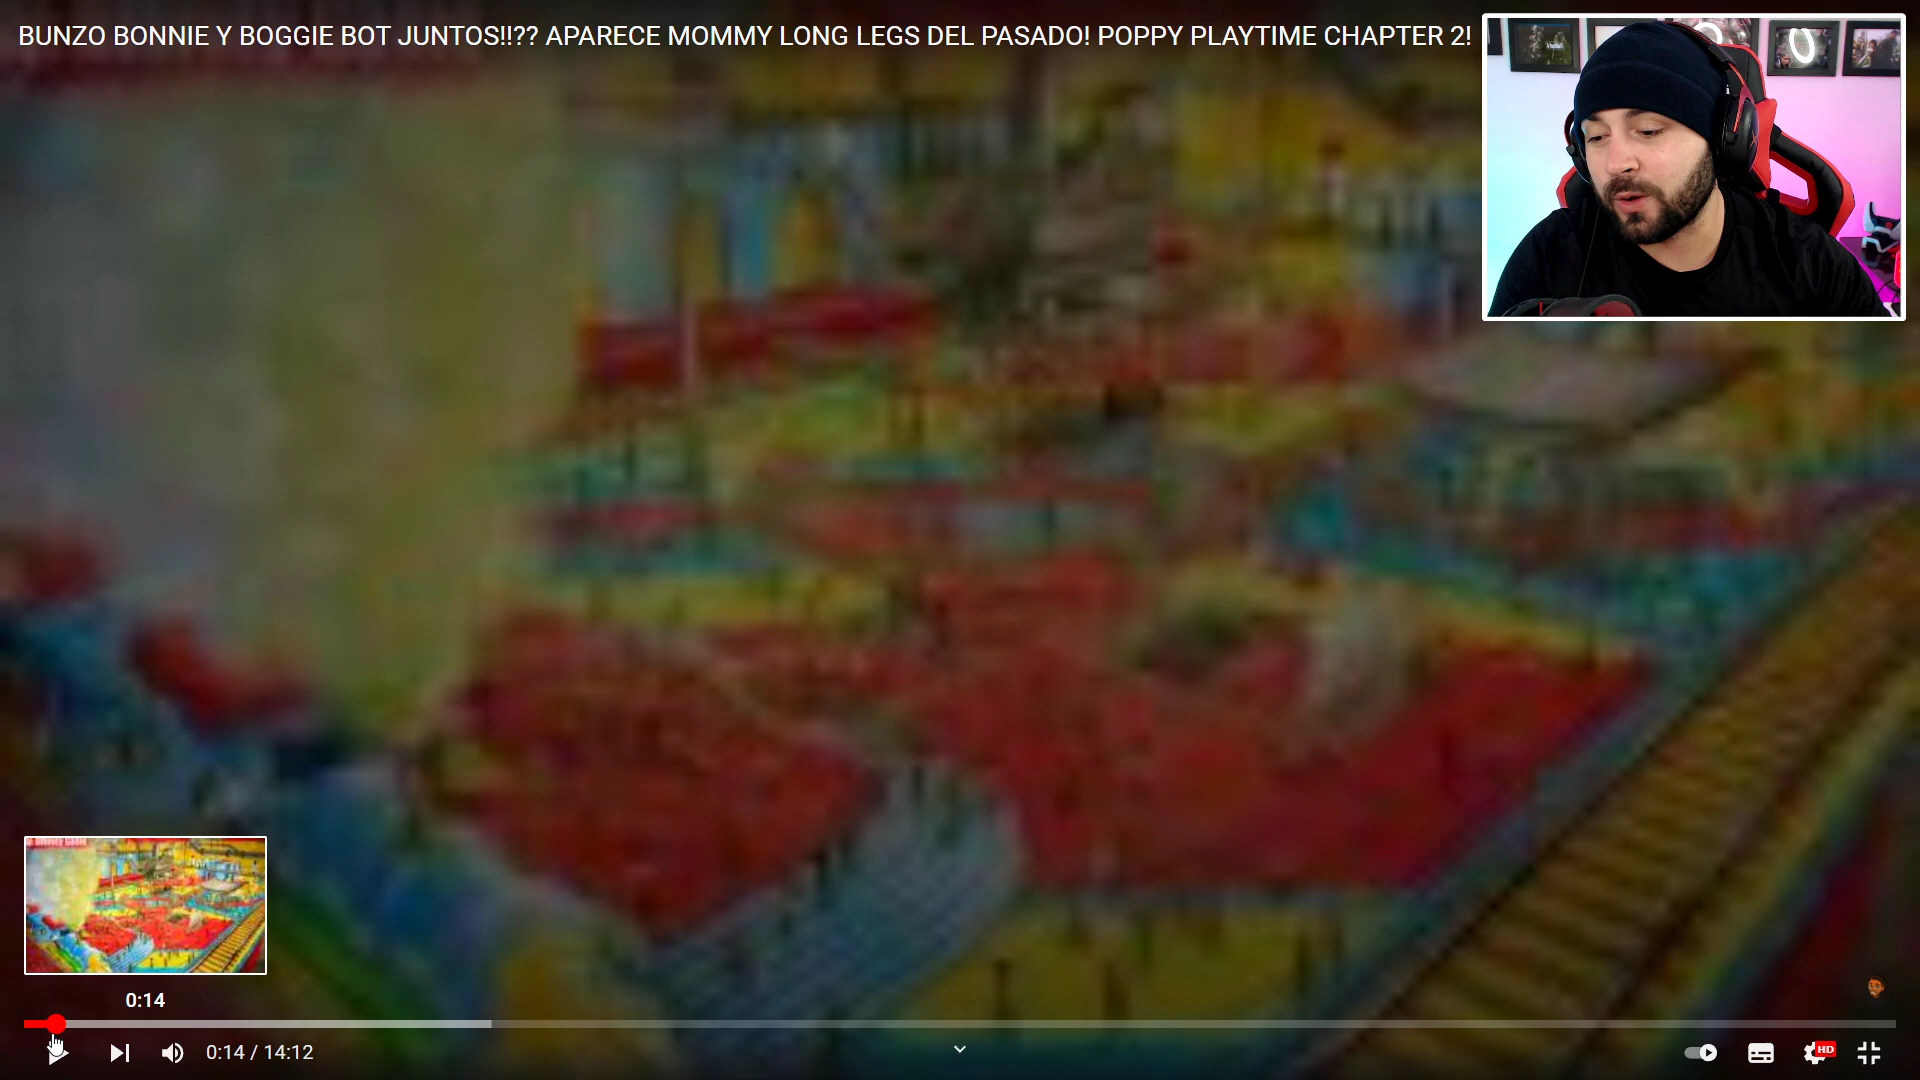 BUNZO BONNIE Y BOGGIE BOT JUNTOS!!?? APARECE MOMMY LONG LEGS DEL PASADO! POPPY PLAYTIME CHAPTER 2!
0:14
0:14 / 14:12
HD